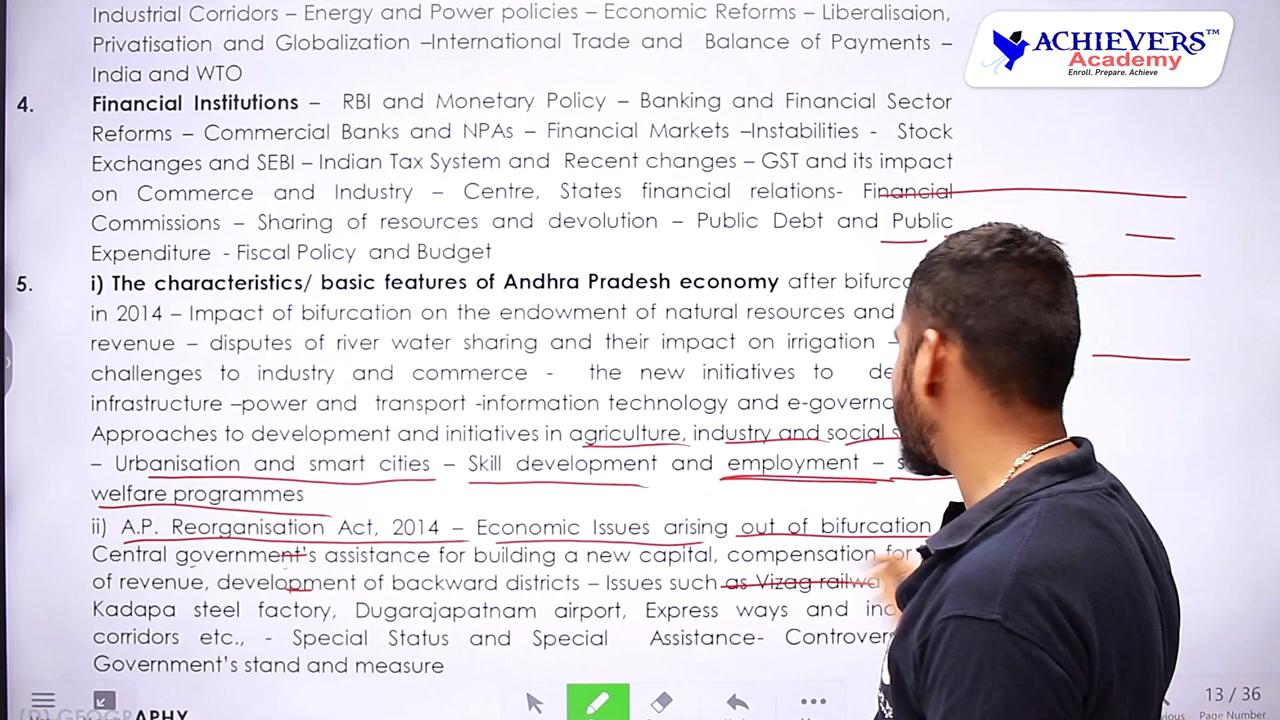 Industrial Corridors – Energy and Power policies – Economic Reforms – Liberalisaion,
Privatisation and Globalization –International Trade and Balance of Payments –
India and WTO
ACHIEVERS™
Academy
Enroll. Prepare. Achieve
4. Financial Institutions – RBI and Monetary Policy – Banking and Financial Sector
Reforms – Commercial Banks and NPAs – Financial Markets –Instabilities - Stock
Exchanges and SEBI – Indian Tax System and Recent changes – GST and its impact
on Commerce and Industry – Centre, States financial relations- Financial
Commissions – Sharing of resources and devolution – Public Debt and Public
Expenditure - Fiscal Policy and Budget
5. i) The characteristics/ basic features of Andhra Pradesh economy after
in 2014 – Impact of bifurcation on the endowment of natural resources and
revenue – disputes of river water sharing and their impact on irrigation –
challenges to industry and commerce - the new initiatives to
infrastructure –power and transport -information technology and
Approaches to development and initiatives in agriculture, industry and social
– Urbanisation and smart cities – Skill development and employment –
welfare programmes
ii) A.P. Reorganisation Act, 2014 – Economic Issues arising out of bifurcation
Central government's assistance for building a new capital, compensation for
of revenue, development of backward districts – Issues such as Vizag
Kadapa steel factory, Dugarajapatnam airport, Express ways and
corridors etc., - Special Status and Special Assistance-
Government's stand and measure
13 / 36
Page Number